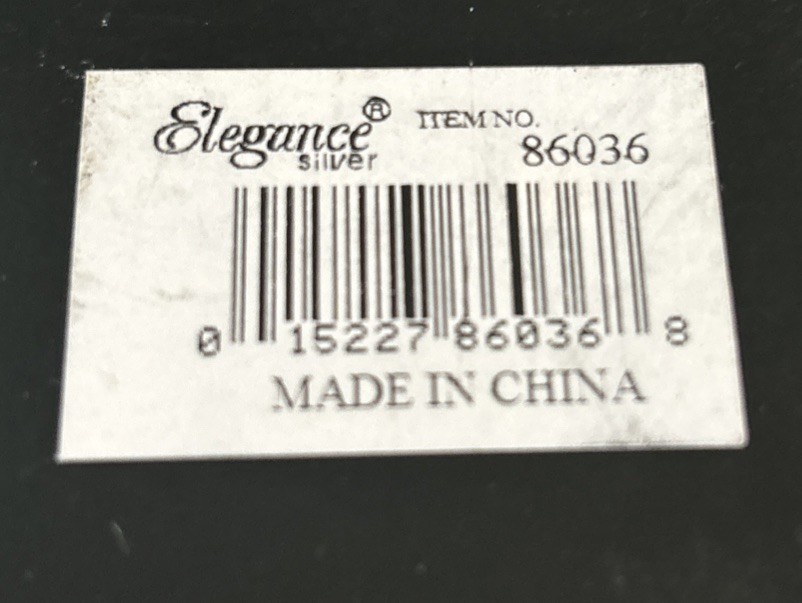 Elegance® ITEM NO.
silver 86036
0 15227 86036 8
MADE IN CHINA